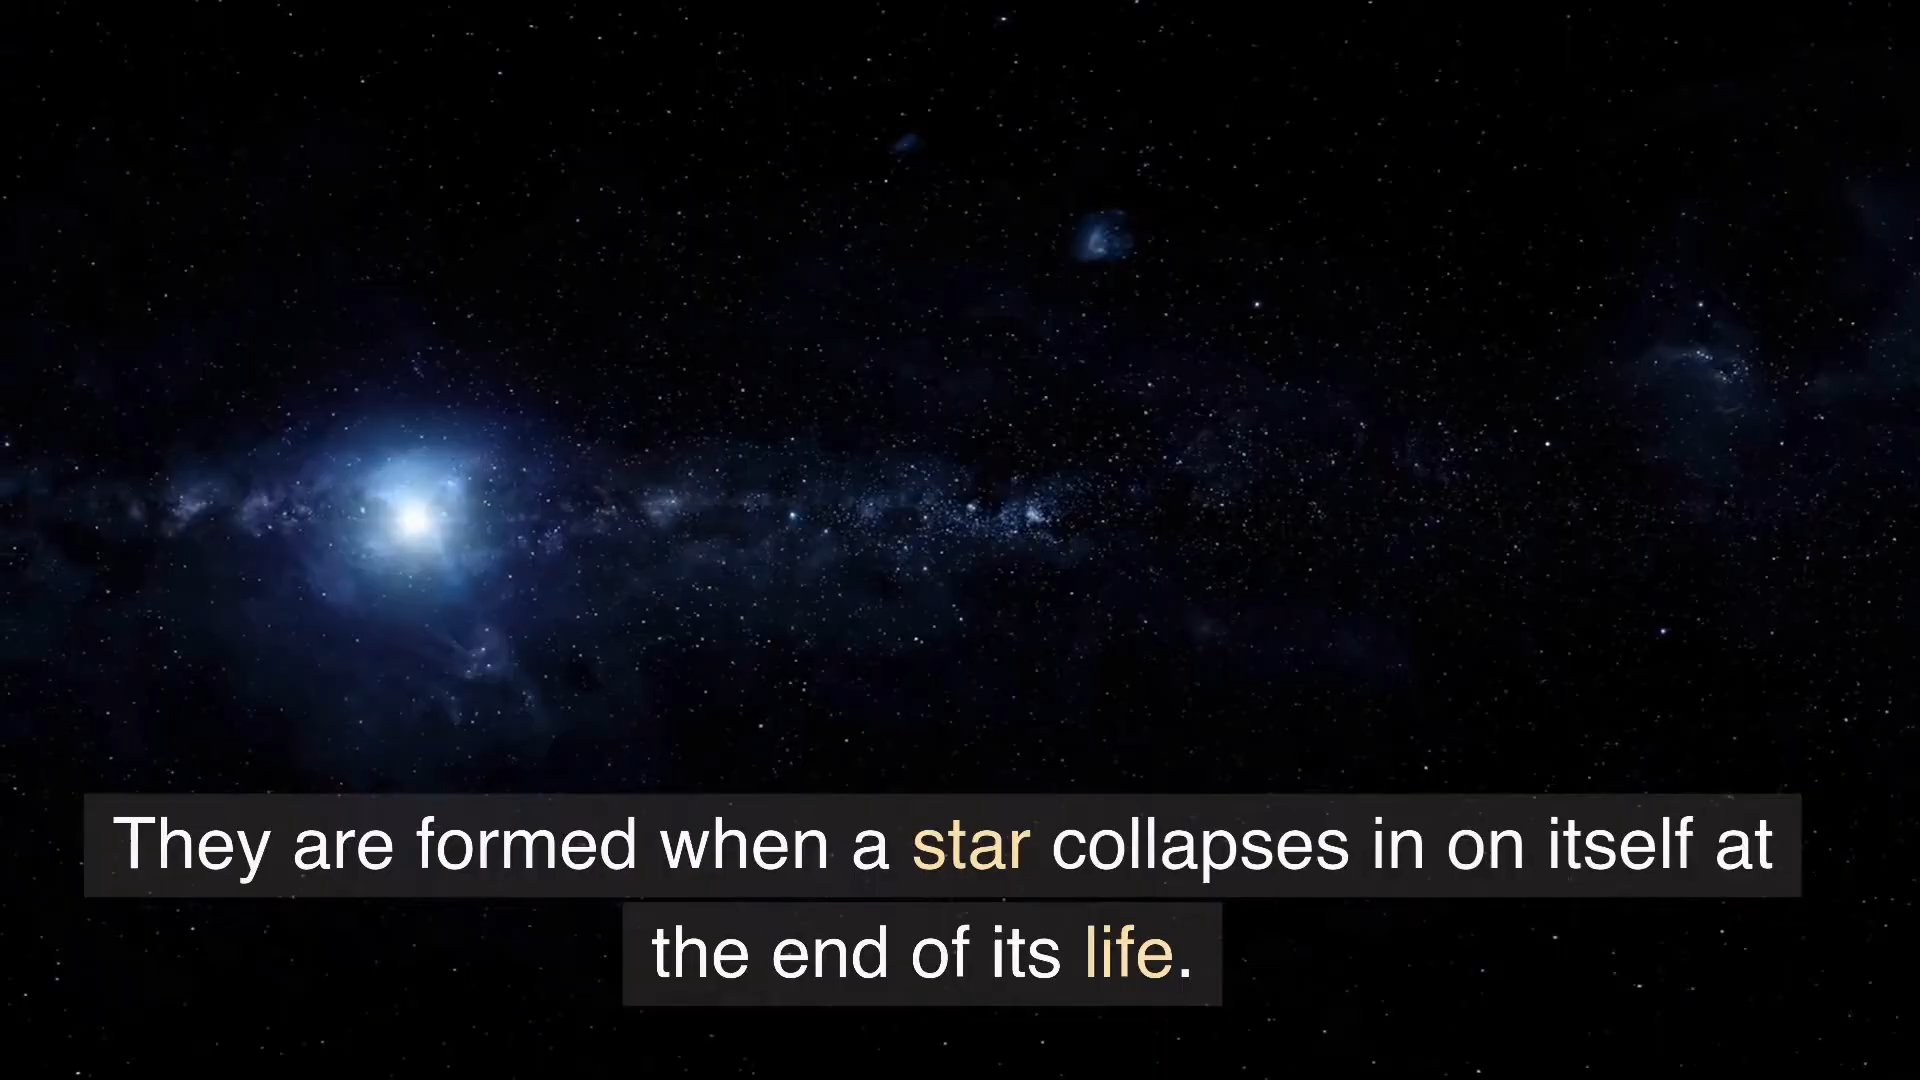 They are formed when a star collapses in on itself at
the end of its life.